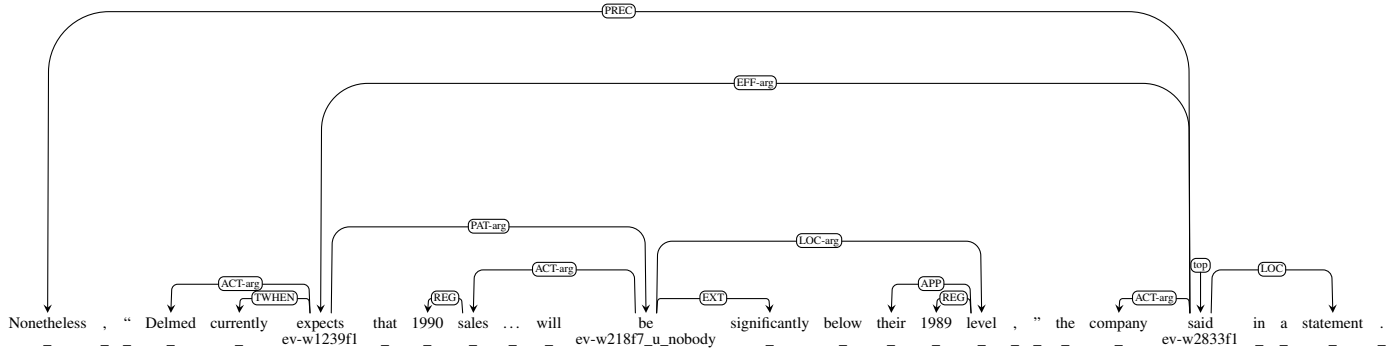 PREC
EFF-arg
PAT-arg
LOC-arg
ACT-arg TWHEN REG ACT-arg EXT APP REG ACT-arg top LOC
Nonetheless , “ Delmed currently expects that 1990 sales ... will be significantly below their 1989 level , ” the company said in a statement .
_ _ _ _ _ ev-w1239f1 _ _ _ _ _ ev-w218f7_u_nobody _ _ _ _ _ _ _ _ _ ev-w2833f1 _ _ _ _